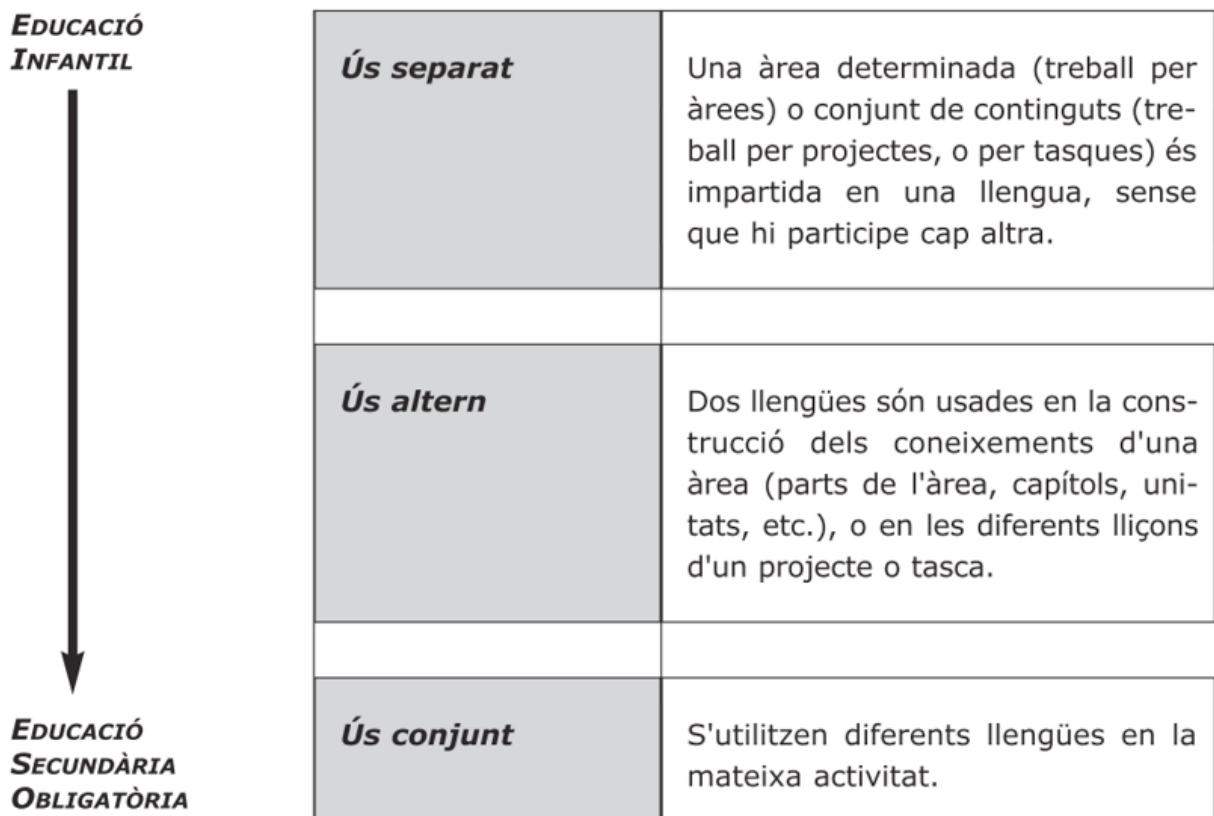 EDUCACIÓ
INFANTIL
Ús separat
Una àrea determinada (treball per
àrees) o conjunt de continguts (tre-
ball per projectes, o per tasques) és
impartida en una llengua, sense
que hi participe cap altra.
Ús altern
Dos llengües són usades en la cons-
trucció dels coneixements d'una
àrea (parts de l'àrea, capítols, uni-
tats, etc.), o en les diferents lliçons
d'un projecte o tasca.
EDUCACIÓ
SECUNDÀRIA
OBLIGATÒRIA
Ús conjunt
S'utilitzen diferents llengües en la
mateixa activitat.